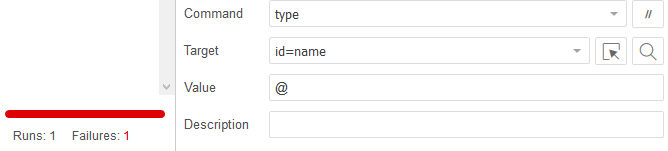 Command type //
Target id=name
Value @
Description
Runs: 1 Failures: 1